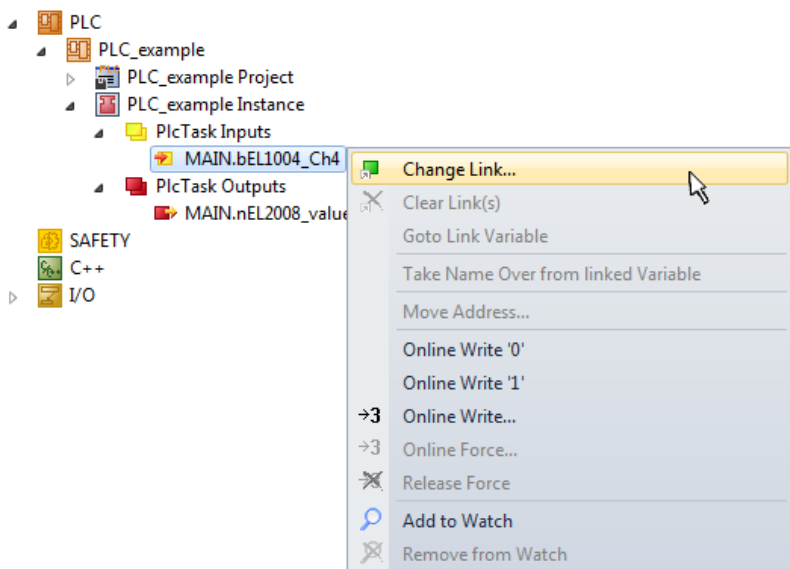 PLC
PLC_example
PLC_example Project
PLC_example Instance
PlcTask Inputs
MAIN.bEL1004_Ch4
PlcTask Outputs
MAIN.nEL2008_value
SAFETY
C++
I/O
Change Link...
Clear Link(s)
Goto Link Variable
Take Name Over from linked Variable
Move Address...
Online Write '0'
Online Write '1'
→3 Online Write...
→3 Online Force...
Release Force
Add to Watch
Remove from Watch